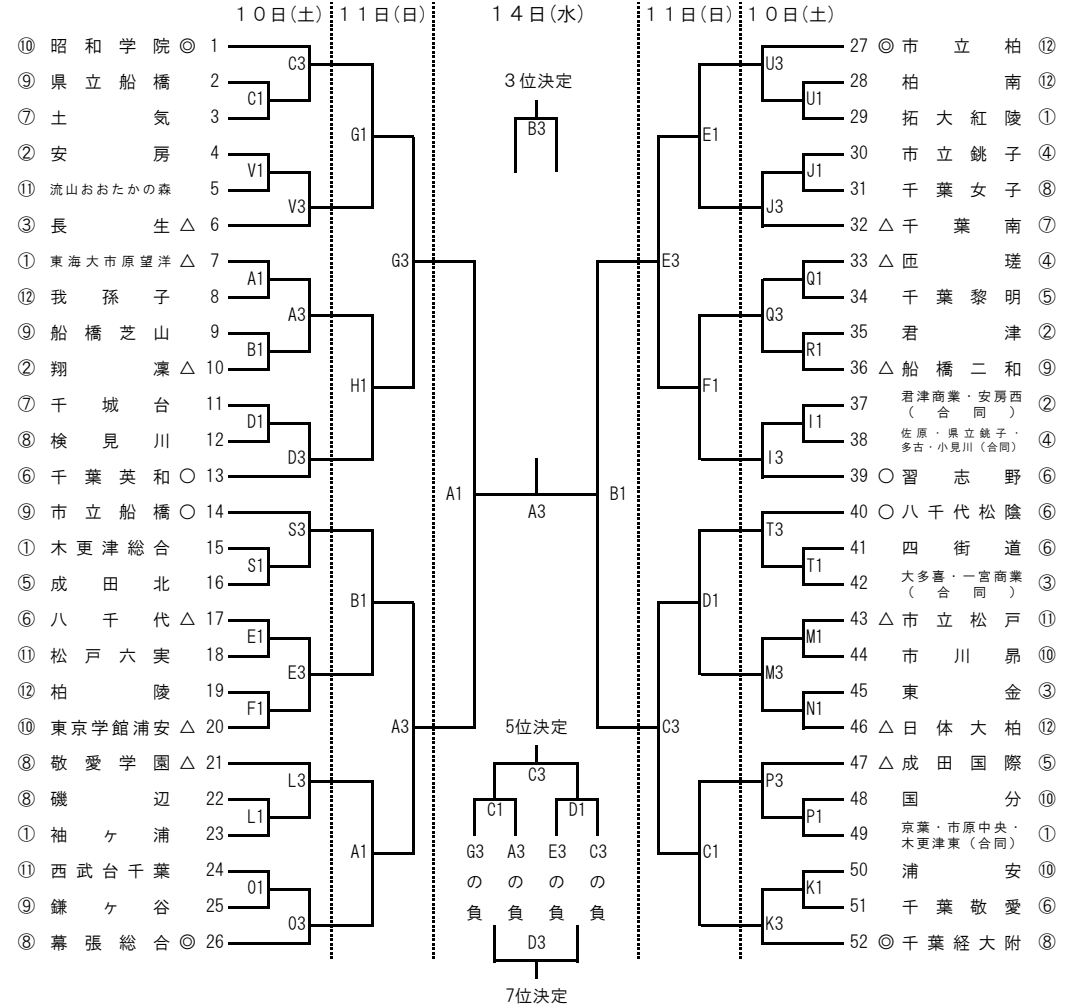 10日(土) 11日(日) 14日(水) 11日(日) 10日(土)
⑩ 昭和学院 ◎ 1
⑨ 県立船橋 2
⑦ 土気 3
② 安房 4
⑪ 流山おおたかの森 5
③ 長生 △ 6
① 東海大市原望洋 △ 7
⑫ 我孫子 8
⑨ 船橋芝山 9
② 翔凜 △ 10
⑦ 千城台 11
⑧ 検見川 12
⑥ 千葉英和 ○ 13
⑨ 市立船橋 ○ 14
① 木更津総合 15
⑤ 成田北 16
⑥ 八千代 △ 17
⑪ 松戸六実 18
⑫ 柏陵 19
⑩ 東京学館浦安 △ 20
⑧ 敬愛学園 △ 21
⑧ 磯辺 22
① 袖ヶ浦 23
⑪ 西武台千葉 24
⑨ 鎌ヶ谷 25
⑧ 幕張総合 ◎ 26
C3
C1
V1
V3
A1
A3
B1
D1
D3
S3
S1
E1
E3
F1
L3
L1
O1
O3
G1
H1
B1
A1
G3
A3
A1
3位決定
B3
A3
B1
5位決定
C3
C1 D1
G3の負 A3の負 E3の負 C3の負
D3
7位決定
E3
C3
E1
F1
D1
C1
U3
U1
J1
J3
Q1
Q3
R1
I1
I3
T3
T1
M1
M3
N1
P3
P1
K1
K3
27 ◎ 市立柏 ⑫
28 柏南 ⑫
29 拓大紅陵 ①
30 市立銚子 ④
31 千葉女子 ⑧
32 △ 千葉南 ⑦
33 △ 匝瑳 ④
34 千葉黎明 ⑤
35 君津 ②
36 △ 船橋二和 ⑨
37 君津商業・安房西
(合同) ②
38 佐原・県立銚子・
多古・小見川(合同) ④
39 ○ 習志野 ⑥
40 ○ 八千代松陰 ⑥
41 四街道 ⑥
42 大多喜・一宮商業
(合同) ③
43 △ 市立松戸 ⑪
44 市川昴 ⑩
45 東金 ③
46 △ 日体大柏 ⑫
47 △ 成田国際 ⑤
48 国分 ⑩
49 京葉・市原中央・
木更津東(合同) ①
50 浦安 ⑩
51 千葉敬愛 ⑥
52 ◎ 千葉経大附 ⑧